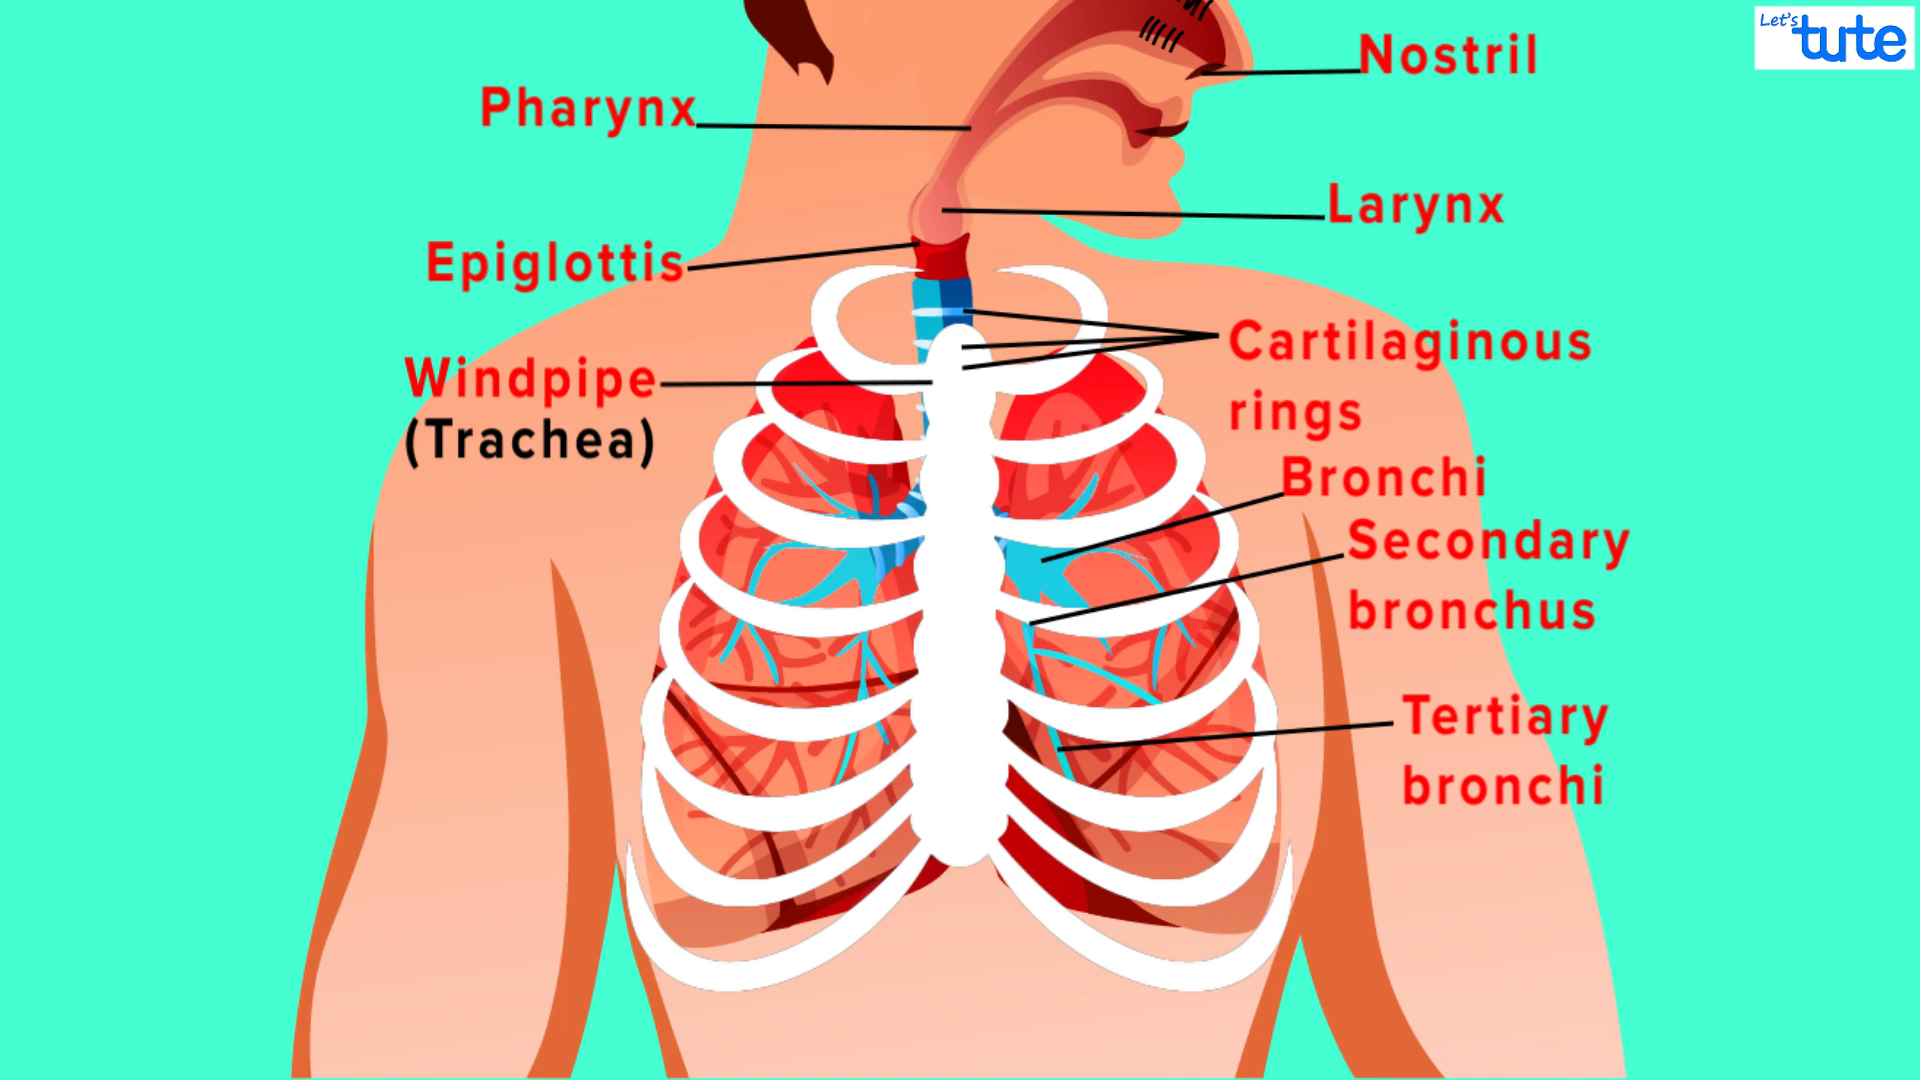 Let's
tute
Nostril
Pharynx
Larynx
Epiglottis
Cartilaginous
rings
Windpipe
(Trachea)
Bronchi
Secondary
bronchus
Tertiary
bronchi